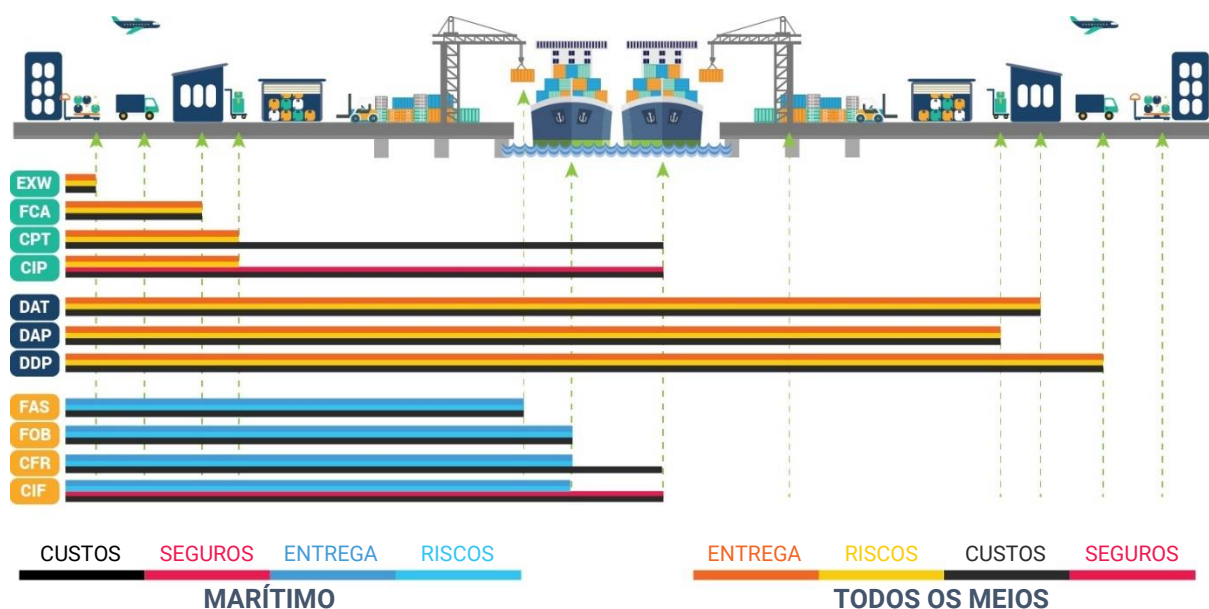 EXW
FCA
CPT
CIP
DAT
DAP
DDP
FAS
FOB
CFR
CIF
CUSTOS SEGUROS ENTREGA RISCOS
MARÍTIMO
ENTREGA RISCOS CUSTOS SEGUROS
TODOS OS MEIOS